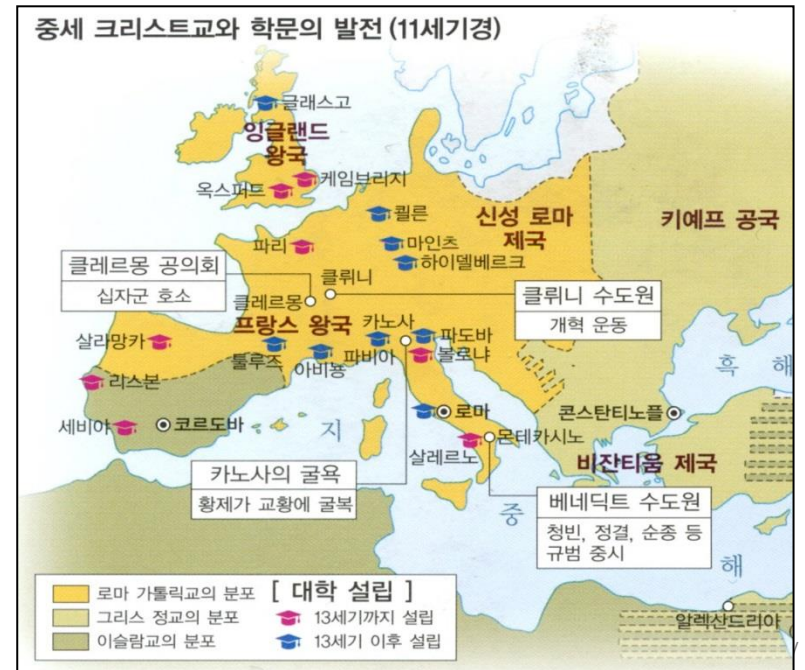 중세 크리스트교와 학문의 발전 (11세기경)
글래스고
잉글랜드
왕국
케임브리지
옥스퍼드
쾰른
신성 로마
제국
키예프 공국
파리
마인츠
하이델베르크
클레르몽 공의회
십자군 호소
클뤼니
클레르몽
클뤼니 수도원
개혁 운동
프랑스 왕국
카노사
파도바
살라망카
툴루즈
아비뇽
파비아
볼로냐
흑 해
리스본
세비야
코르도바
로마
콘스탄티노플
지
살레르노
몬테카시노
비잔티움 제국
카노사의 굴욕
황제가 교황에 굴복
중
베네딕트 수도원
청빈, 정결, 순종 등
규범 중시
해
알렉산드리아
로마 가톨릭교의 분포
그리스 정교의 분포
이슬람교의 분포
[ 대학 설립 ]
13세기까지 설립
13세기 이후 설립